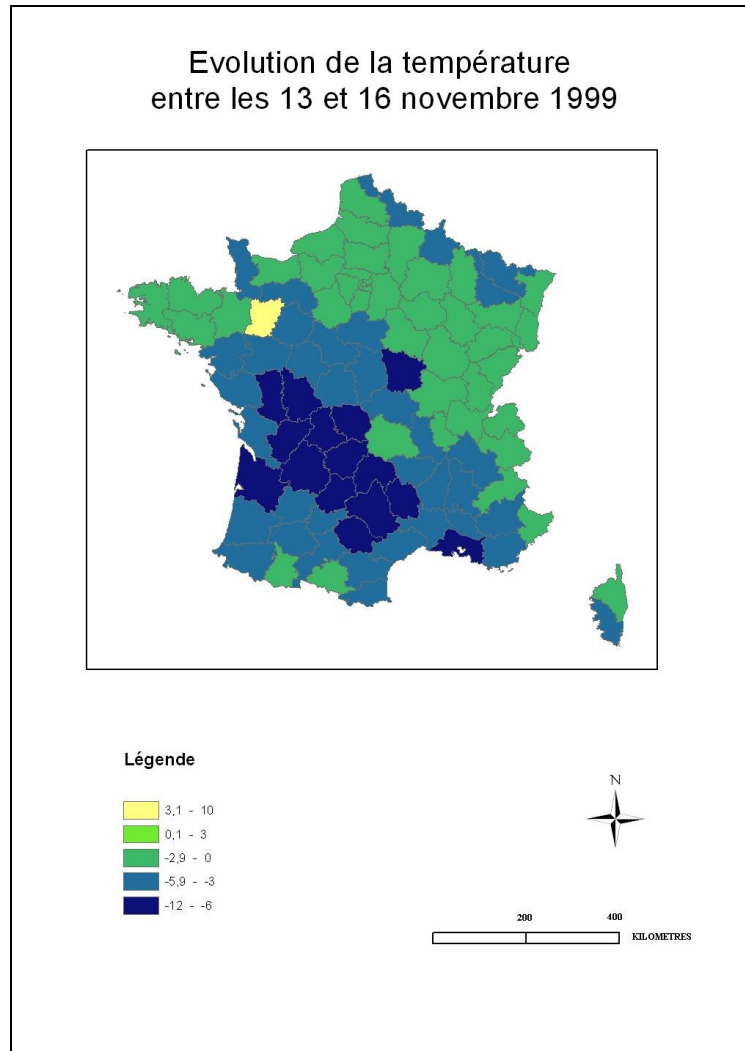 Evolution de la température
entre les 13 et 16 novembre 1999
Légende
3,1 - 10
0,1 - 3
-2,9 - 0
-5,9 - -3
-12 - -6
N
200 400
KILOMETRES